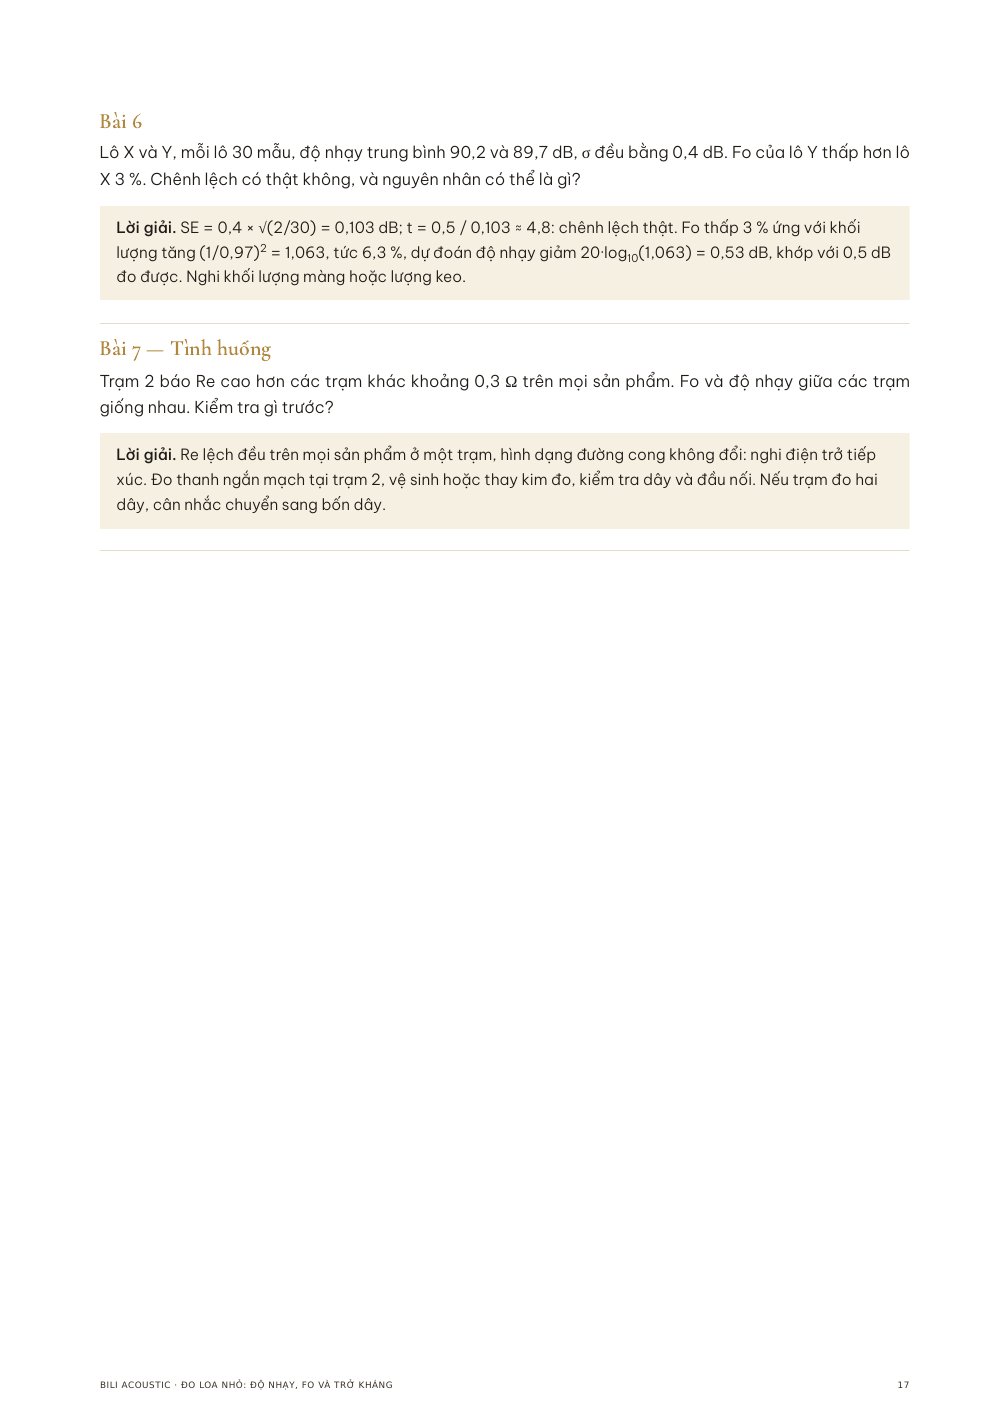 Bài 6
Lô X và Y, mỗi lô 30 mẫu, độ nhạy trung bình 90,2 và 89,7 dB, σ đều bằng 0,4 dB. Fo của lô Y thấp hơn lô
X 3 %. Chênh lệch có thật không, và nguyên nhân có thể là gì?
Lời giải. SE = 0,4 × √(2/30) = 0,103 dB; t = 0,5 / 0,103 ≈ 4,8: chênh lệch thật. Fo thấp 3 % ứng với khối
lượng tăng (1/0,97)² = 1,063, tức 6,3 %, dự đoán độ nhạy giảm 20·log₁₀(1,063) = 0,53 dB, khớp với 0,5 dB
đo được. Nghi khối lượng màng hoặc lượng keo.
Bài 7 — Tình huống
Trạm 2 báo Re cao hơn các trạm khác khoảng 0,3 Ω trên mọi sản phẩm. Fo và độ nhạy giữa các trạm
giống nhau. Kiểm tra gì trước?
Lời giải. Re lệch đều trên mọi sản phẩm ở một trạm, hình dạng đường cong không đổi: nghi điện trở tiếp
xúc. Đo thanh ngắn mạch tại trạm 2, vệ sinh hoặc thay kim đo, kiểm tra dây và đầu nối. Nếu trạm đo hai
dây, cân nhắc chuyển sang bốn dây.
BILI ACOUSTIC · ĐO LOA NHỎ: ĐỘ NHẠY, FO VÀ TRỞ KHÁNG
17